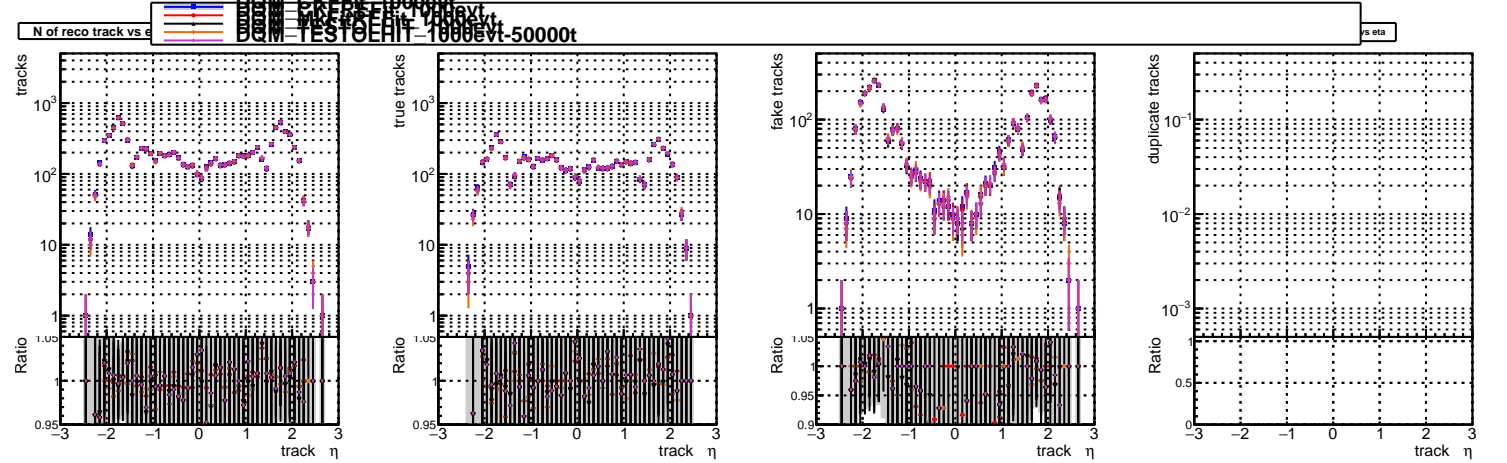 DQM_TESTOLHIT_1000evt-50000t
N of reco track vs e
vs eta
tracks
10³
10²
10
1
Ratio
1.05
1
0.95
−3 −2 −1 0 1 2 3
track η
true tracks
10³
10²
10
1
Ratio
1.05
1
0.95
−3 −2 −1 0 1 2 3
track η
fake tracks
10²
10
1
Ratio
1.05
1
0.95
0.9
−3 −2 −1 0 1 2 3
track η
duplicate tracks
10⁻¹
10⁻²
10⁻³
Ratio
1
0.5
0
−3 −2 −1 0 1 2 3
track η